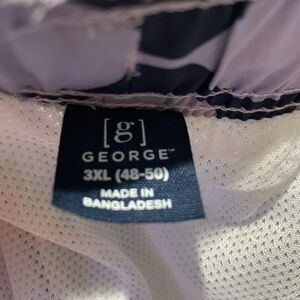 [g]
GEORGE™
3XL (48-50)
MADE IN
BANGLADESH